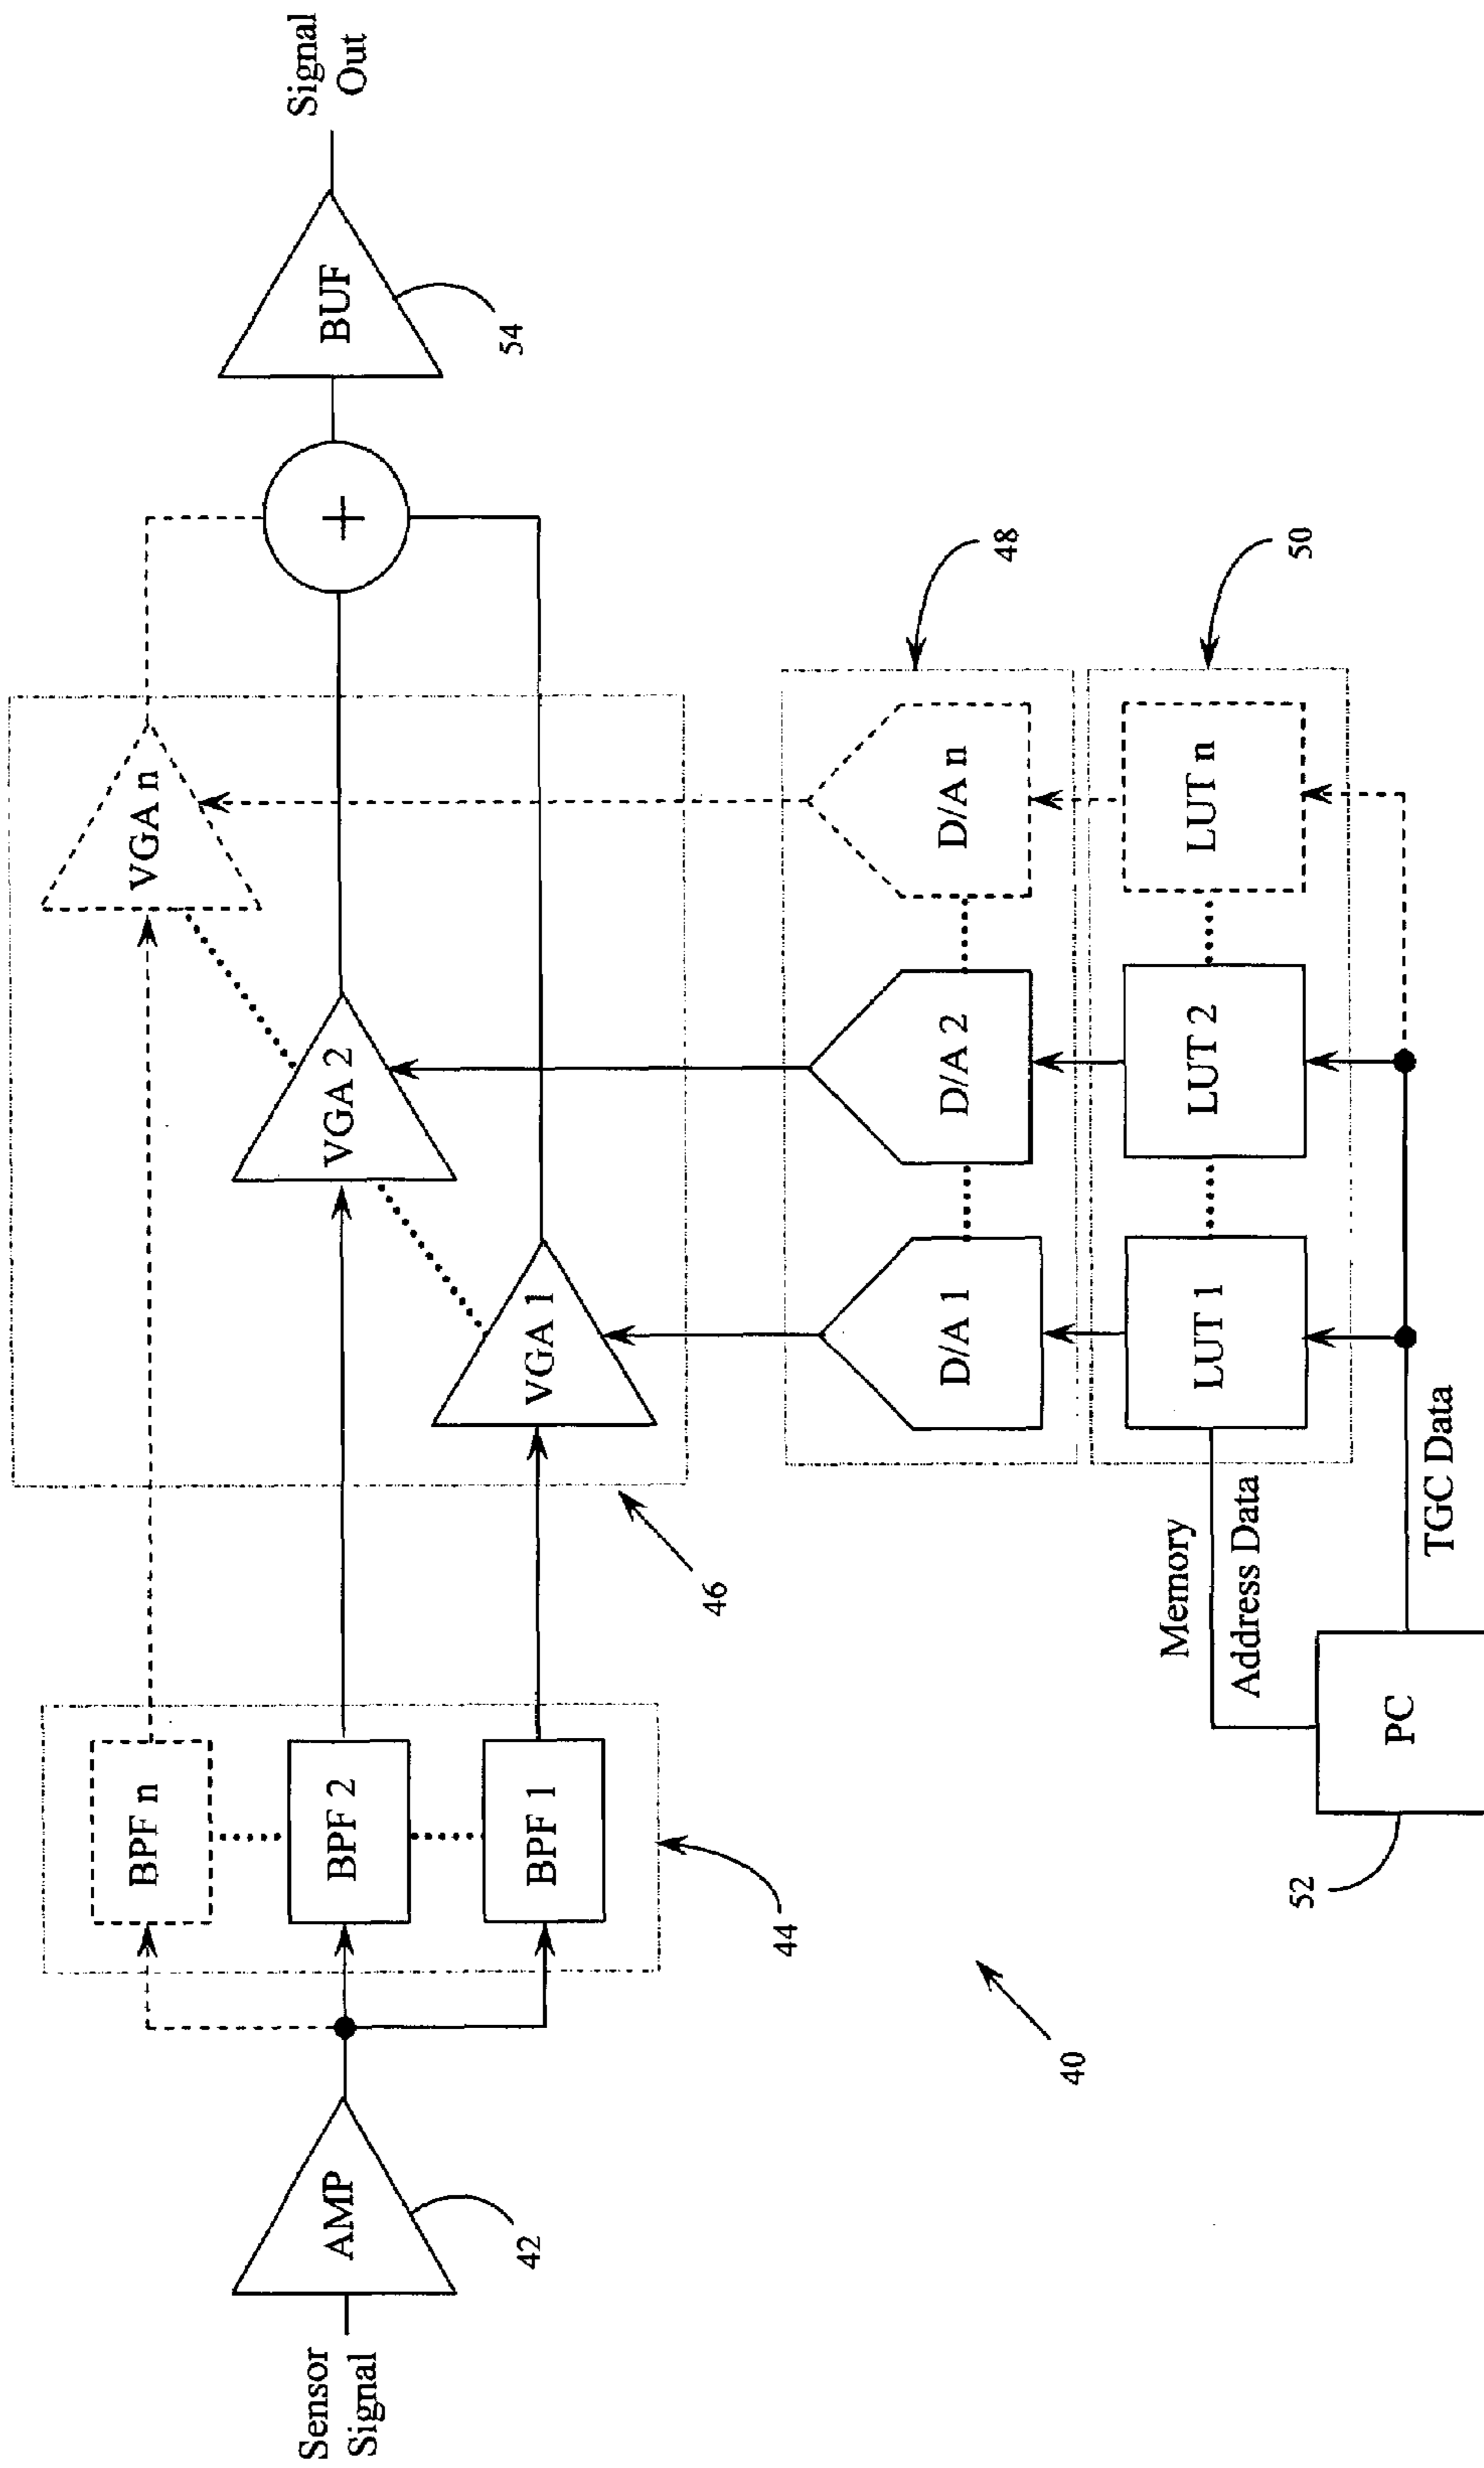 Sensor
Signal
AMP
42
BPF n
BPF 2
BPF 1
44
VGA n
VGA 2
VGA 1
46
+
BUF
54
Signal
Out
40
D/A 1
D/A 2
D/A n
48
LUT 1
LUT 2
LUT n
50
Memory
Address Data
PC
52
TGC Data